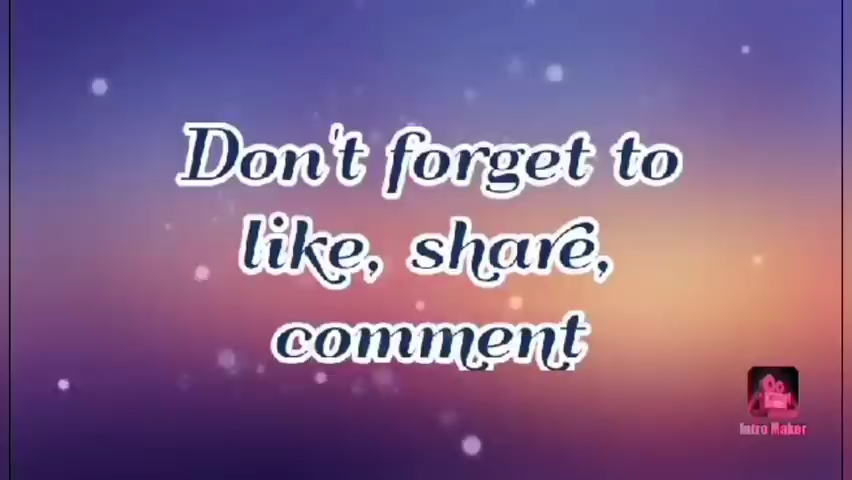 Don't forget to
like, share,
comment
Intro Maker